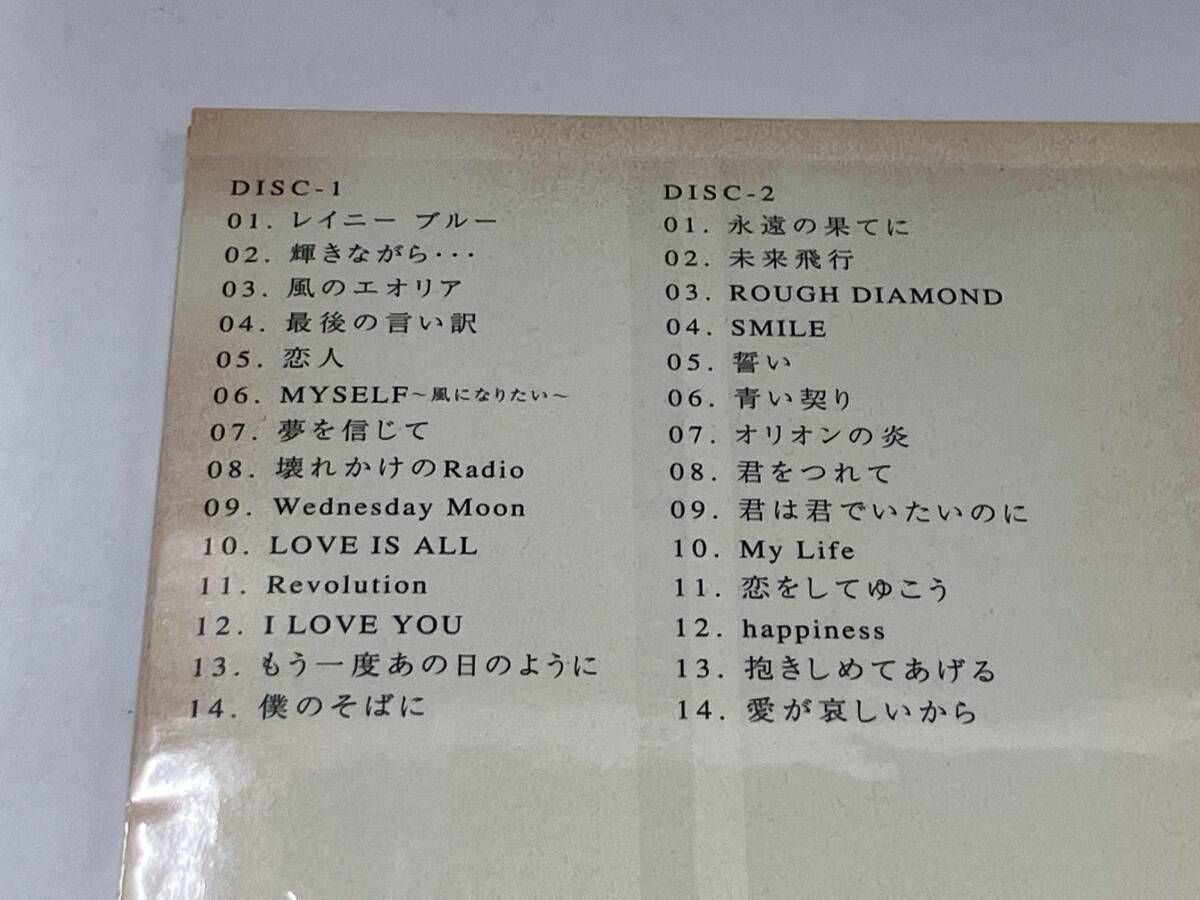 DISC-1
01. レイニー ブルー
02. 輝きながら・・・
03. 風のエオリア
04. 最後の言い訳
05. 恋人
06. MYSELF～風になりたい～
07. 夢を信じて
08. 壊れかけのRadio
09. Wednesday Moon
10. LOVE IS ALL
11. Revolution
12. I LOVE YOU
13. もう一度あの日のように
14. 僕のそばに
DISC-2
01. 永遠の果てに
02. 未来飛行
03. ROUGH DIAMOND
04. SMILE
05. 誓い
06. 青い契り
07. オリオンの炎
08. 君をつれて
09. 君は君でいたいのに
10. My Life
11. 恋をしてゆこう
12. happiness
13. 抱きしめてあげる
14. 愛が哀しいから